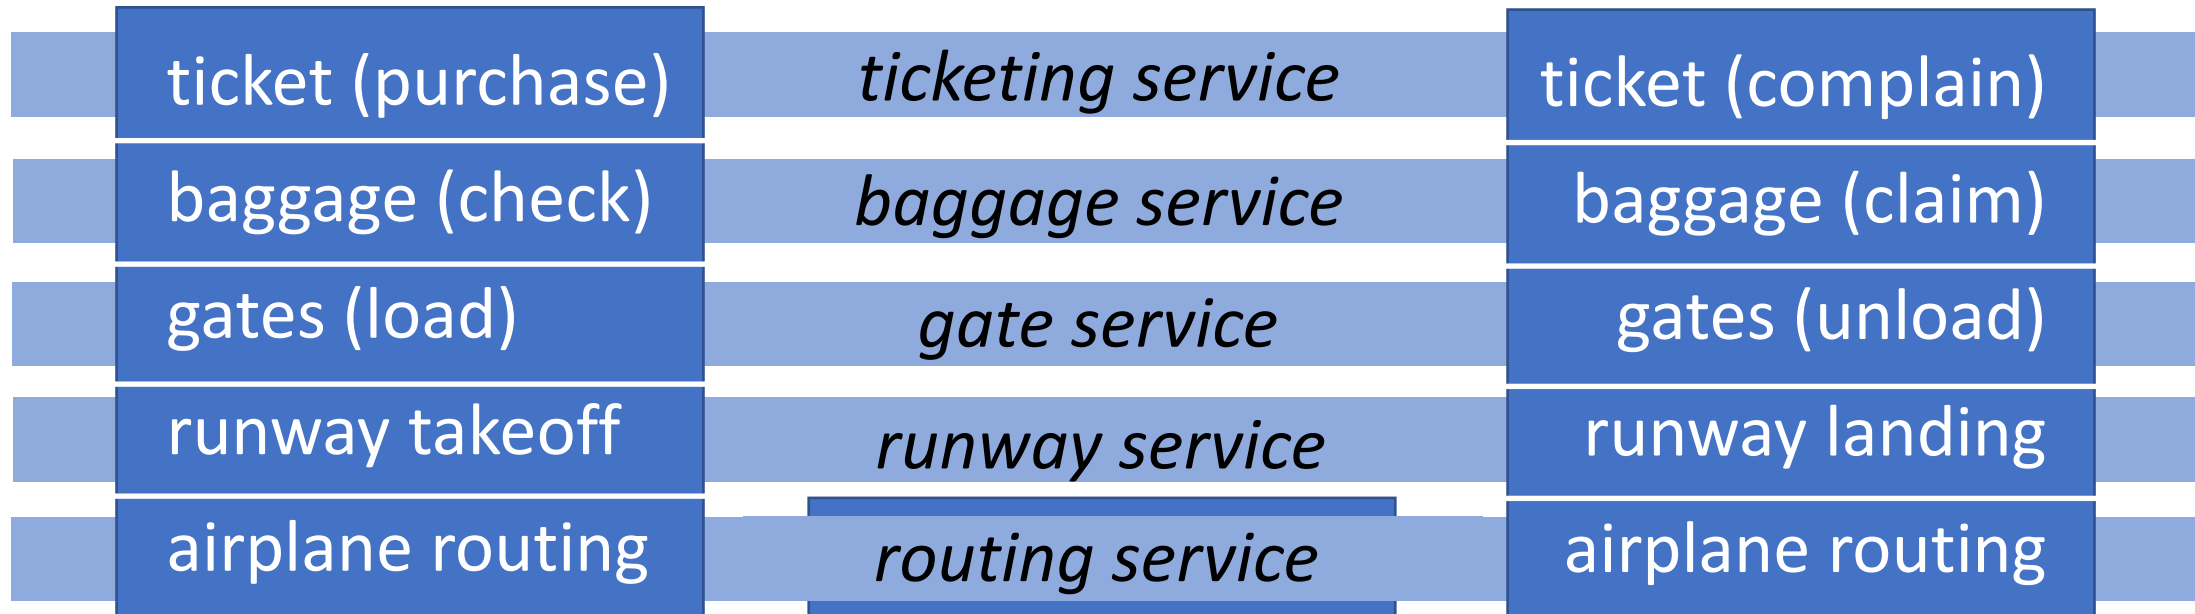 ticket (purchase) ticketing service ticket (complain)
baggage (check) baggage service baggage (claim)
gates (load) gate service gates (unload)
runway takeoff runway service runway landing
airplane routing routing service airplane routing